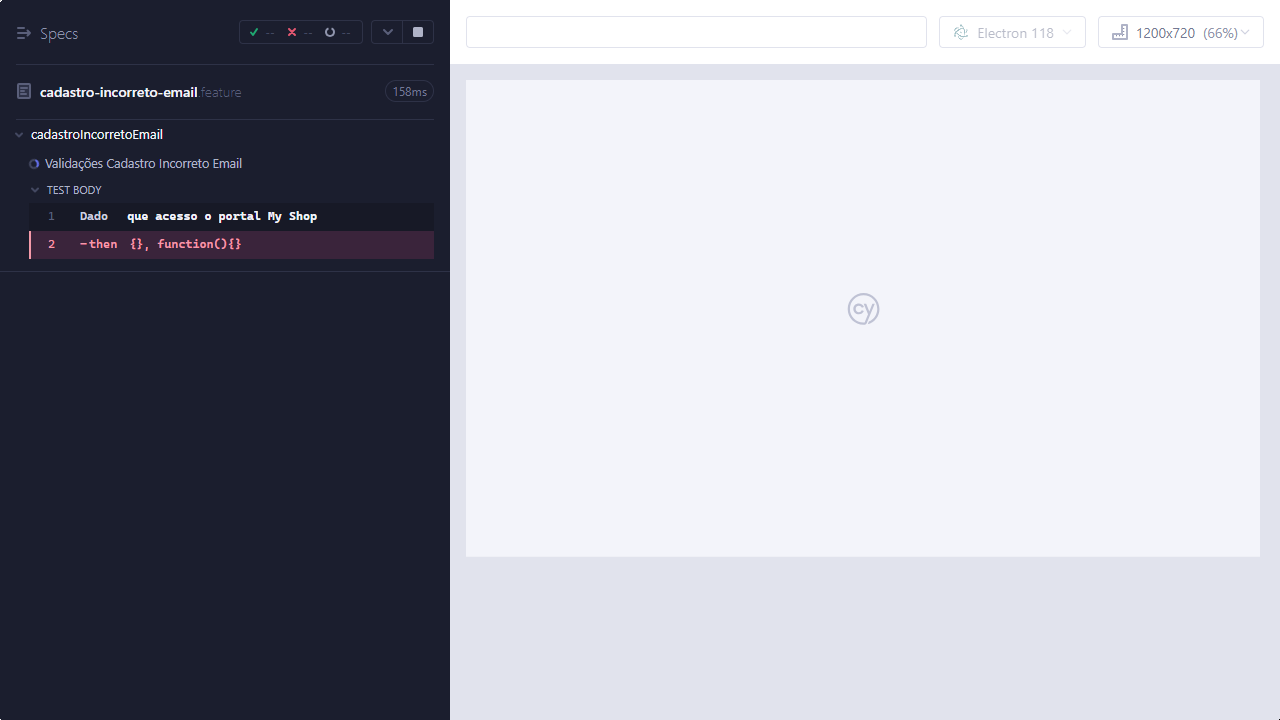 Specs
--
--
--
Electron 118
1200x720 (66%)
cadastro-incorreto-email.feature
158ms
cadastroIncorretoEmail
Validações Cadastro Incorreto Email
TEST BODY
1 Dado que acesso o portal My Shop
2 -then {}, function(){}
cy